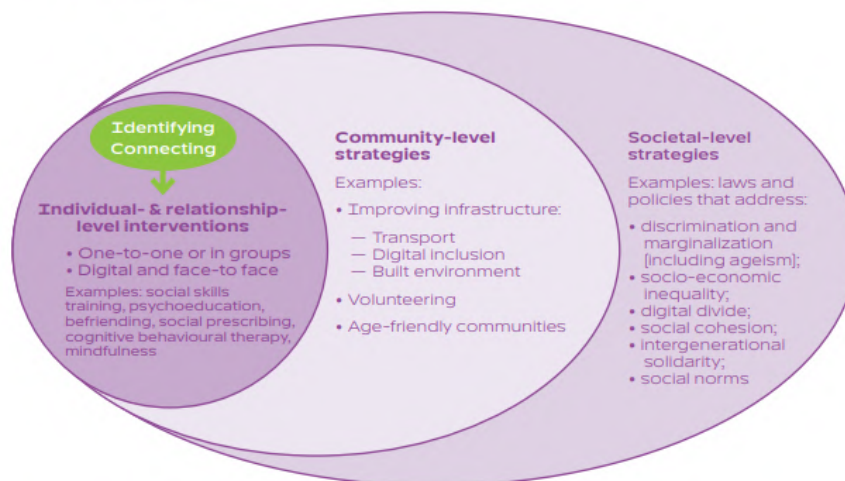 Identifying
Connecting
Individual- & relationship-
level interventions
• One-to-one or in groups
• Digital and face-to face
Examples: social skills
training, psychoeducation,
befriending, social prescribing,
cognitive behavioural therapy,
mindfulness
Community-level
strategies
Examples:
• Improving infrastructure:
— Transport
— Digital inclusion
— Built environment
• Volunteering
• Age-friendly communities
Societal-level
strategies
Examples: laws and
policies that address:
• discrimination and
marginalization
(including ageism);
• socio-economic
inequality;
• digital divide;
• social cohesion;
• intergenerational
solidarity;
• social norms